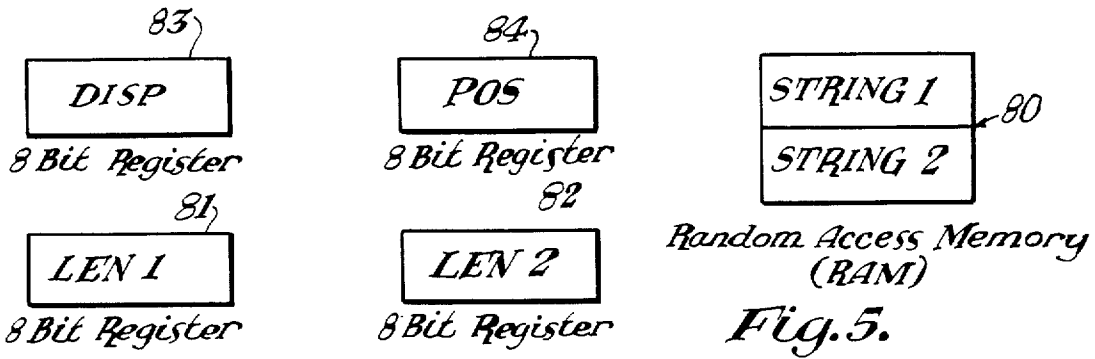 83
DISP
8 Bit Register
84
POS
8 Bit Register
STRING 1
80
STRING 2
Random Access Memory
(RAM)
81
LEN 1
8 Bit Register
82
LEN 2
8 Bit Register
Fig. 5.